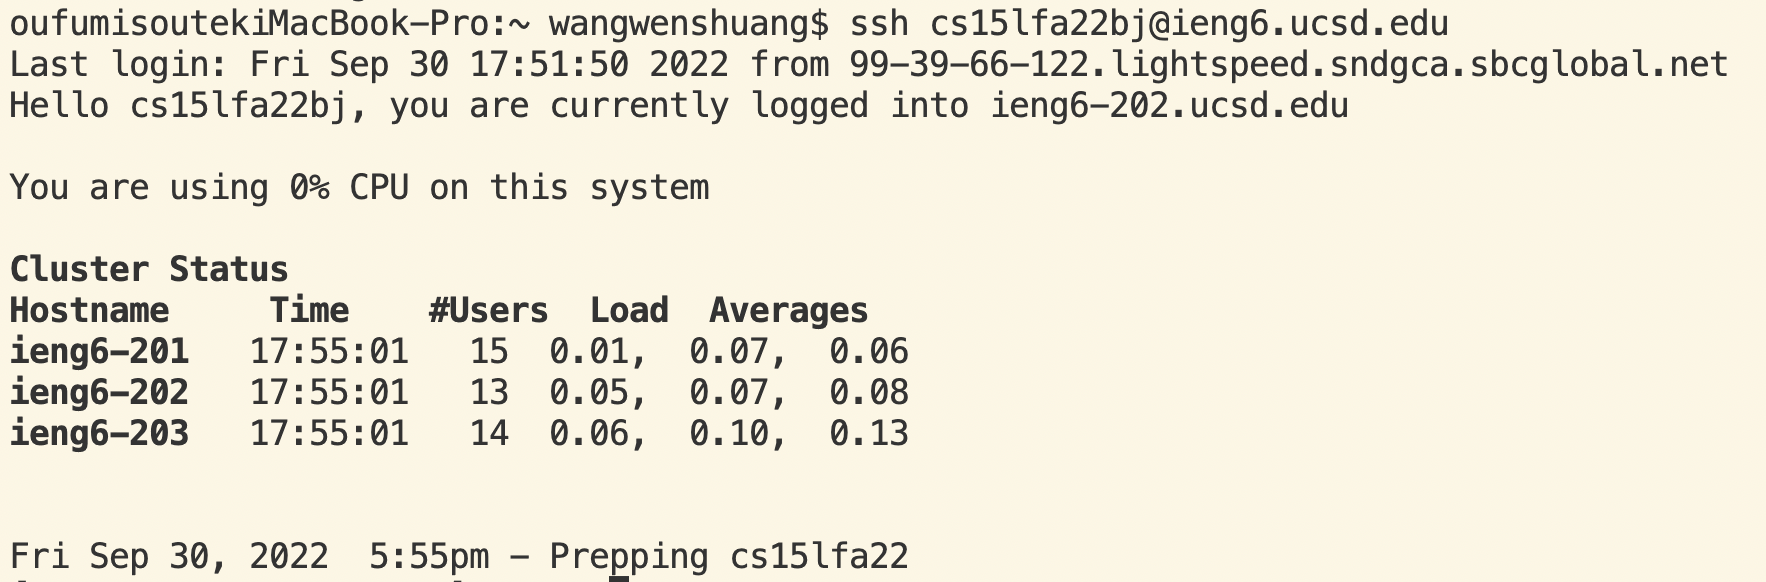 oufumisoutekiMacBook-Pro:~ wangwenshuang$ ssh cs15lfa22bj@ieng6.ucsd.edu
Last login: Fri Sep 30 17:51:50 2022 from 99-39-66-122.lightspeed.sndgca.sbcglobal.net
Hello cs15lfa22bj, you are currently logged into ieng6-202.ucsd.edu
You are using 0% CPU on this system
Cluster Status
Hostname     Time    #Users  Load  Averages
ieng6-201   17:55:01   15  0.01,  0.07,  0.06
ieng6-202   17:55:01   13  0.05,  0.07,  0.08
ieng6-203   17:55:01   14  0.06,  0.10,  0.13
Fri Sep 30, 2022  5:55pm - Prepping cs15lfa22